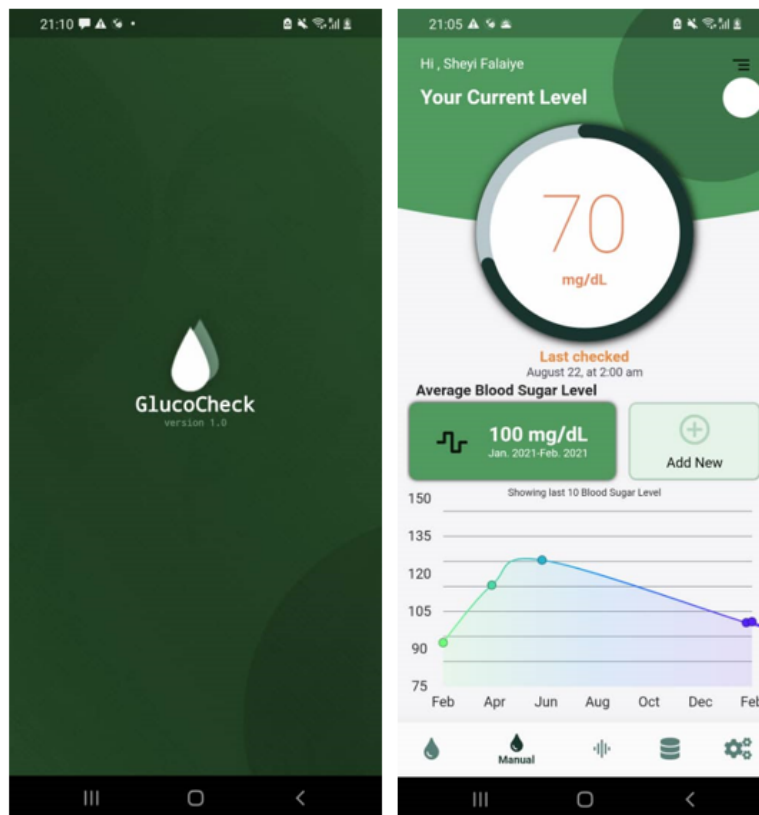 21:10
GlucoCheck
version 1.0
21:05
Hi , Sheyi Falaiye
Your Current Level
70
mg/dL
Last checked
August 22, at 2:00 am
Average Blood Sugar Level
100 mg/dL
Jan. 2021-Feb. 2021
Add New
Showing last 10 Blood Sugar Level
150
135
120
105
90
75
Feb Apr Jun Aug Oct Dec Feb
Manual